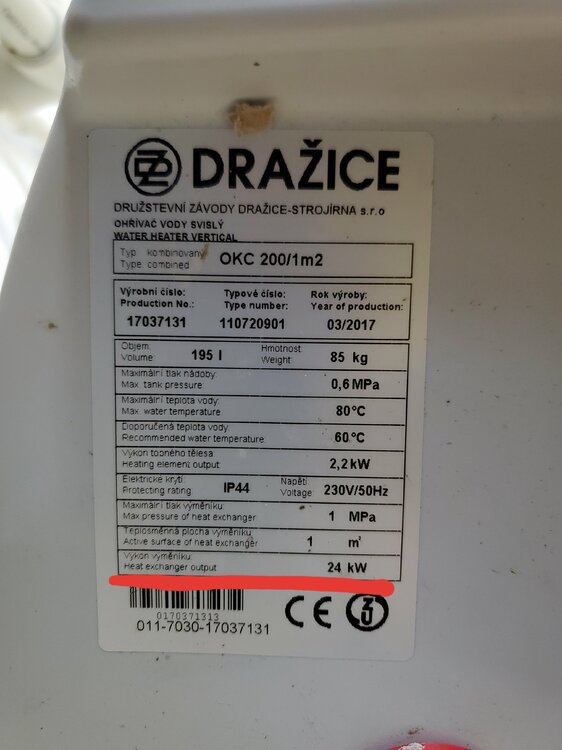 DRAŽICE
DRUŽSTEVNÍ ZÁVODY DRAŽICE-STROJÍRNA s.r.o
OHŘÍVAČ VODY SVISLÝ
WATER HEATER VERTICAL
Typ kombinovaný
Type combined OKC 200/1m2
Výrobní číslo: Typové číslo: Rok výroby:
Production No.: Type number: Year of production:
17037131 110720901 03/2017
Objem: Hmotnost:
Volume: 195 l Weight: 85 kg
Maximální tlak nádoby:
Max. tank pressure: 0,6 MPa
Maximální teplota vody:
Max. water temperature 80°C
Doporučená teplota vody:
Recommended water temperature: 60°C
Výkon topného tělesa
Heating element output: 2,2 kW
Elektrické krytí: Napětí
Protecting rating: IP44 Voltage: 230V/50Hz
Maximální tlak výměníku
Max pressure of heat exchanger 1 MPa
Teplosměnná plocha výměníku
Active surface of heat exchanger 1 m²
Výkon výměníku:
Heat exchanger output 24 kW
0170371313
011-7030-17037131
CE